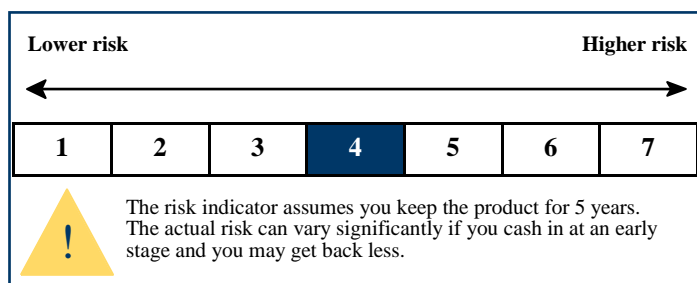 Lower risk Higher risk
1 2 3 4 5 6 7
!
The risk indicator assumes you keep the product for 5 years.
The actual risk can vary significantly if you cash in at an early
stage and you may get back less.